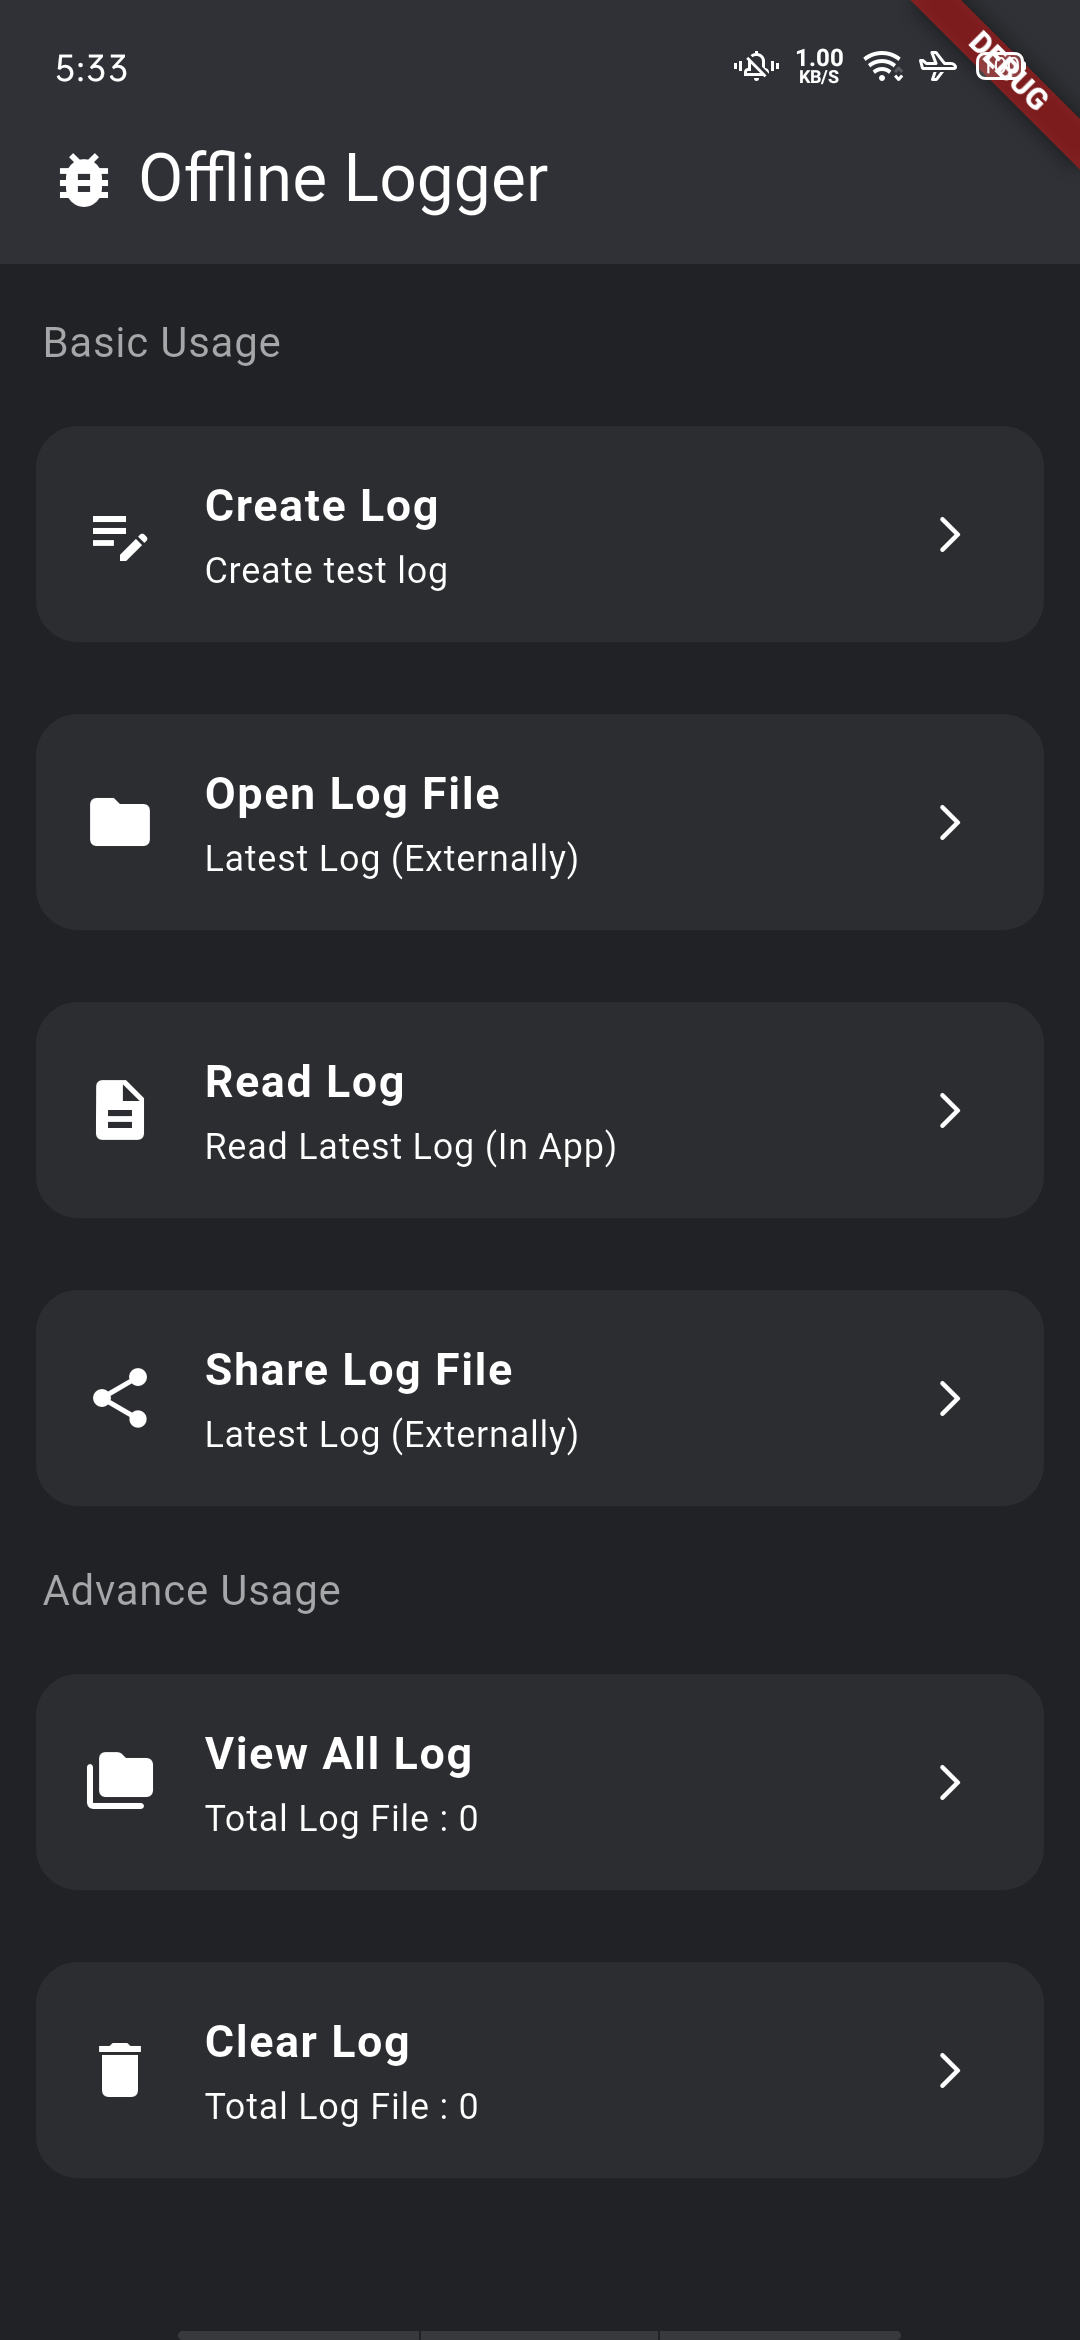 5:33
1.00
KB/S
100
DEBUG
Offline Logger
Basic Usage
Create Log
Create test log
Open Log File
Latest Log (Externally)
Read Log
Read Latest Log (In App)
Share Log File
Latest Log (Externally)
Advance Usage
View All Log
Total Log File : 0
Clear Log
Total Log File : 0